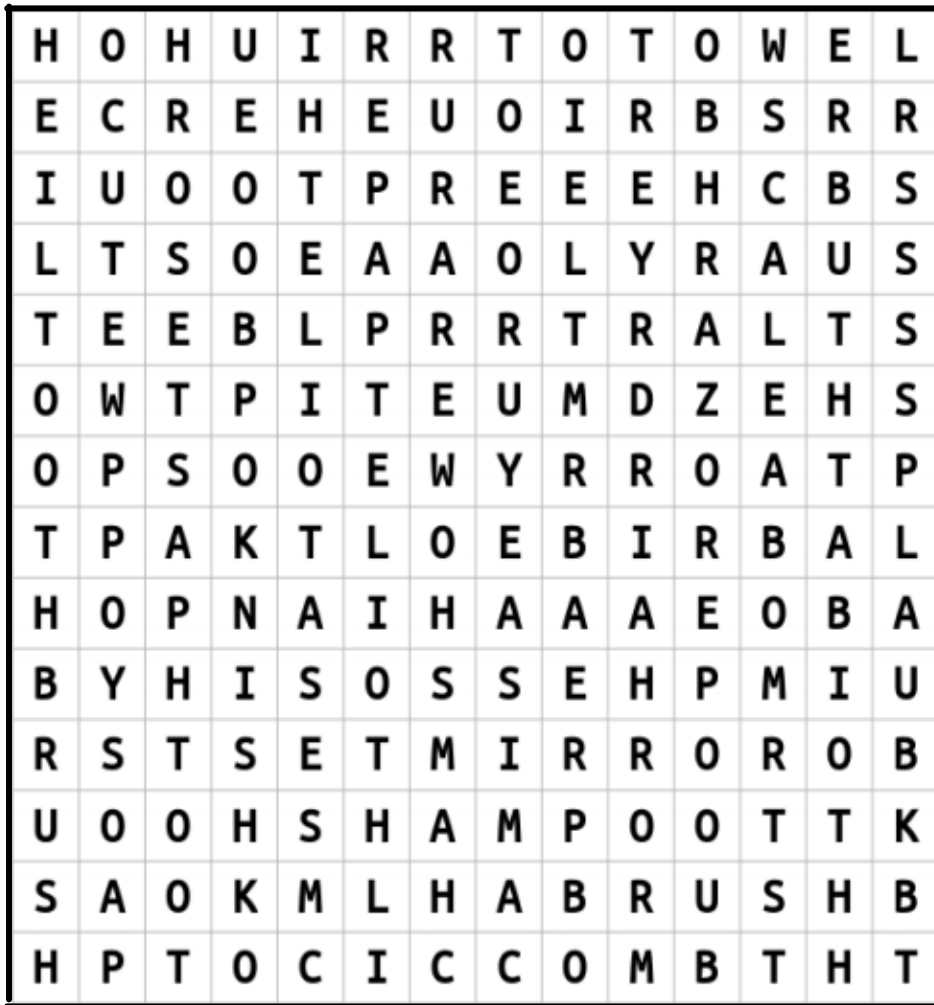 H O H U I R R T O T O W E L
E C R E H E U O I R B S R R
I U O O T P R E E E H C B S
L T S O E A A O L Y R A U S
T E E B L P R R T R A L T S
O W T P I T E U M D Z E H S
O P S O O E W Y R R O A T P
T P A K T L O E B I R B A L
H O P N A I H A A A E O B A
B Y H I S O S S E H P M I U
R S T S E T M I R R O R O B
U O O H S H A M P O O T T K
S A O K M L H A B R U S H B
H P T O C I C C O M B T H T